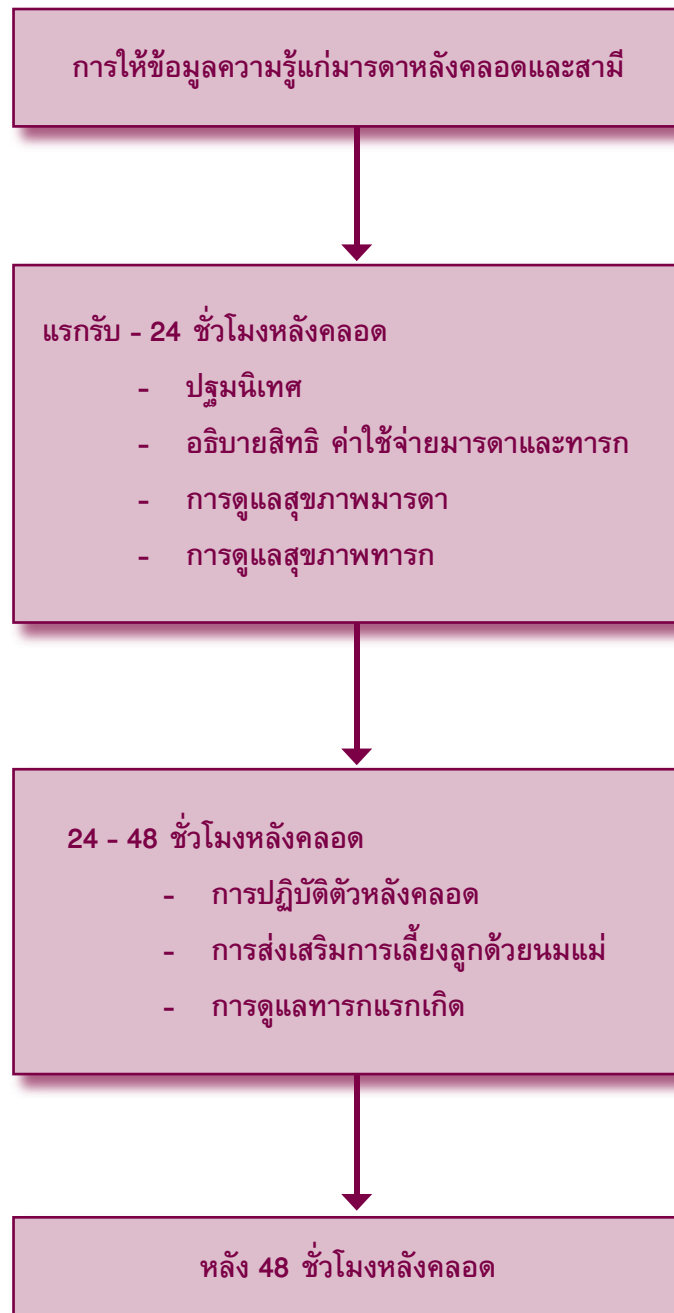 การให้ข้อมูลความรู้แก่มารดาหลังคลอดและสามี
แรกรับ - 24 ชั่วโมงหลังคลอด
- ปฐมนิเทศ
- อธิบายสิทธิ ค่าใช้จ่ายมารดาและทารก
- การดูแลสุขภาพมารดา
- การดูแลสุขภาพทารก
24 - 48 ชั่วโมงหลังคลอด
- การปฏิบัติตัวหลังคลอด
- การส่งเสริมการเลี้ยงลูกด้วยนมแม่
- การดูแลทารกแรกเกิด
หลัง 48 ชั่วโมงหลังคลอด